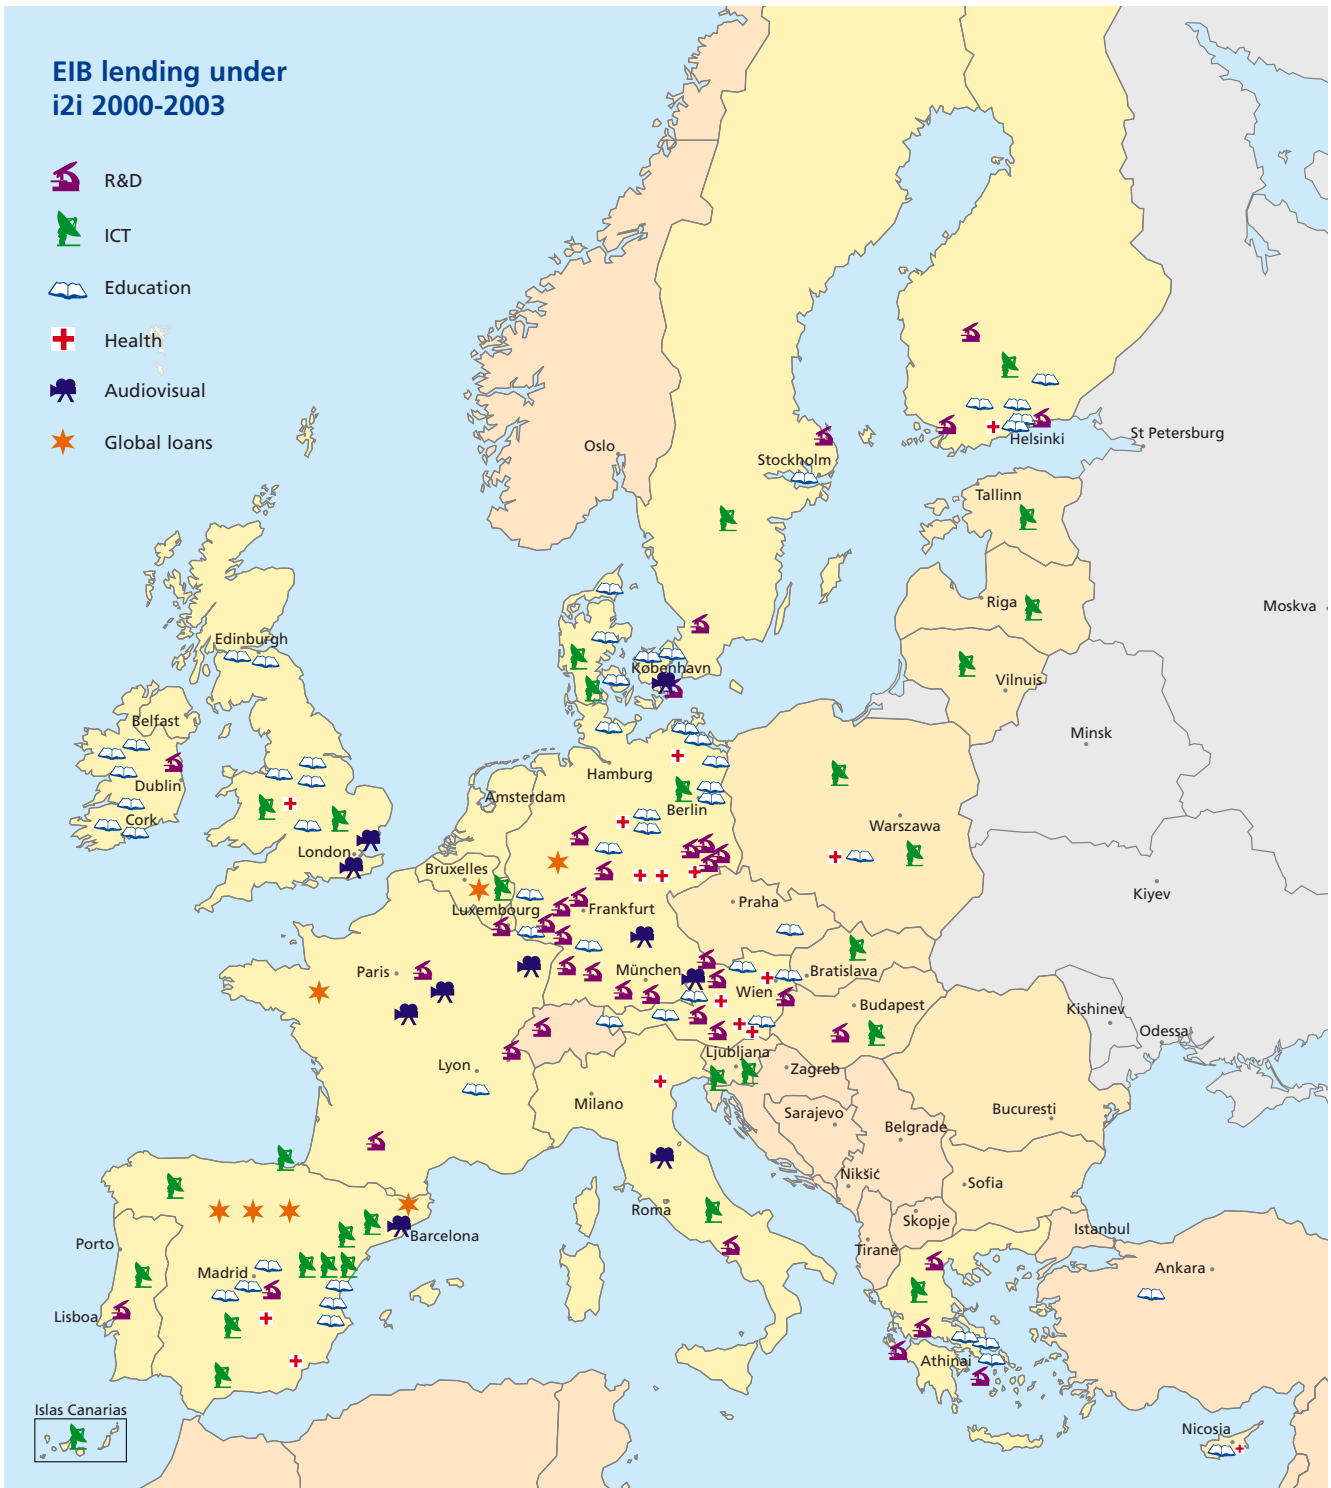 EIB lending under
i2i 2000-2003
R&D
ICT
Education
Health
Audiovisual
Global loans
Oslo
Stockholm
Helsinki
St Petersburg
Tallinn
Riga
Moskva
Edinburgh
København
Vilnuis
Belfast
Minsk
Dublin
Hamburg
Amsterdam
Berlin
Cork
Warszawa
London
Bruxelles
Kiyev
Praha
Luxembourg
Frankfurt
Paris
München
Bratislava
Wien
Budapest
Kishinev
Odessa
Ljubljana
Lyon
Zagreb
Milano
Sarajevo
Bucuresti
Belgrade
Nikšić
Sofia
Roma
Skopje
Istanbul
Barcelona
Porto
Tiranë
Madrid
Ankara
Lisboa
Athinai
Islas Canarias
Nicosia